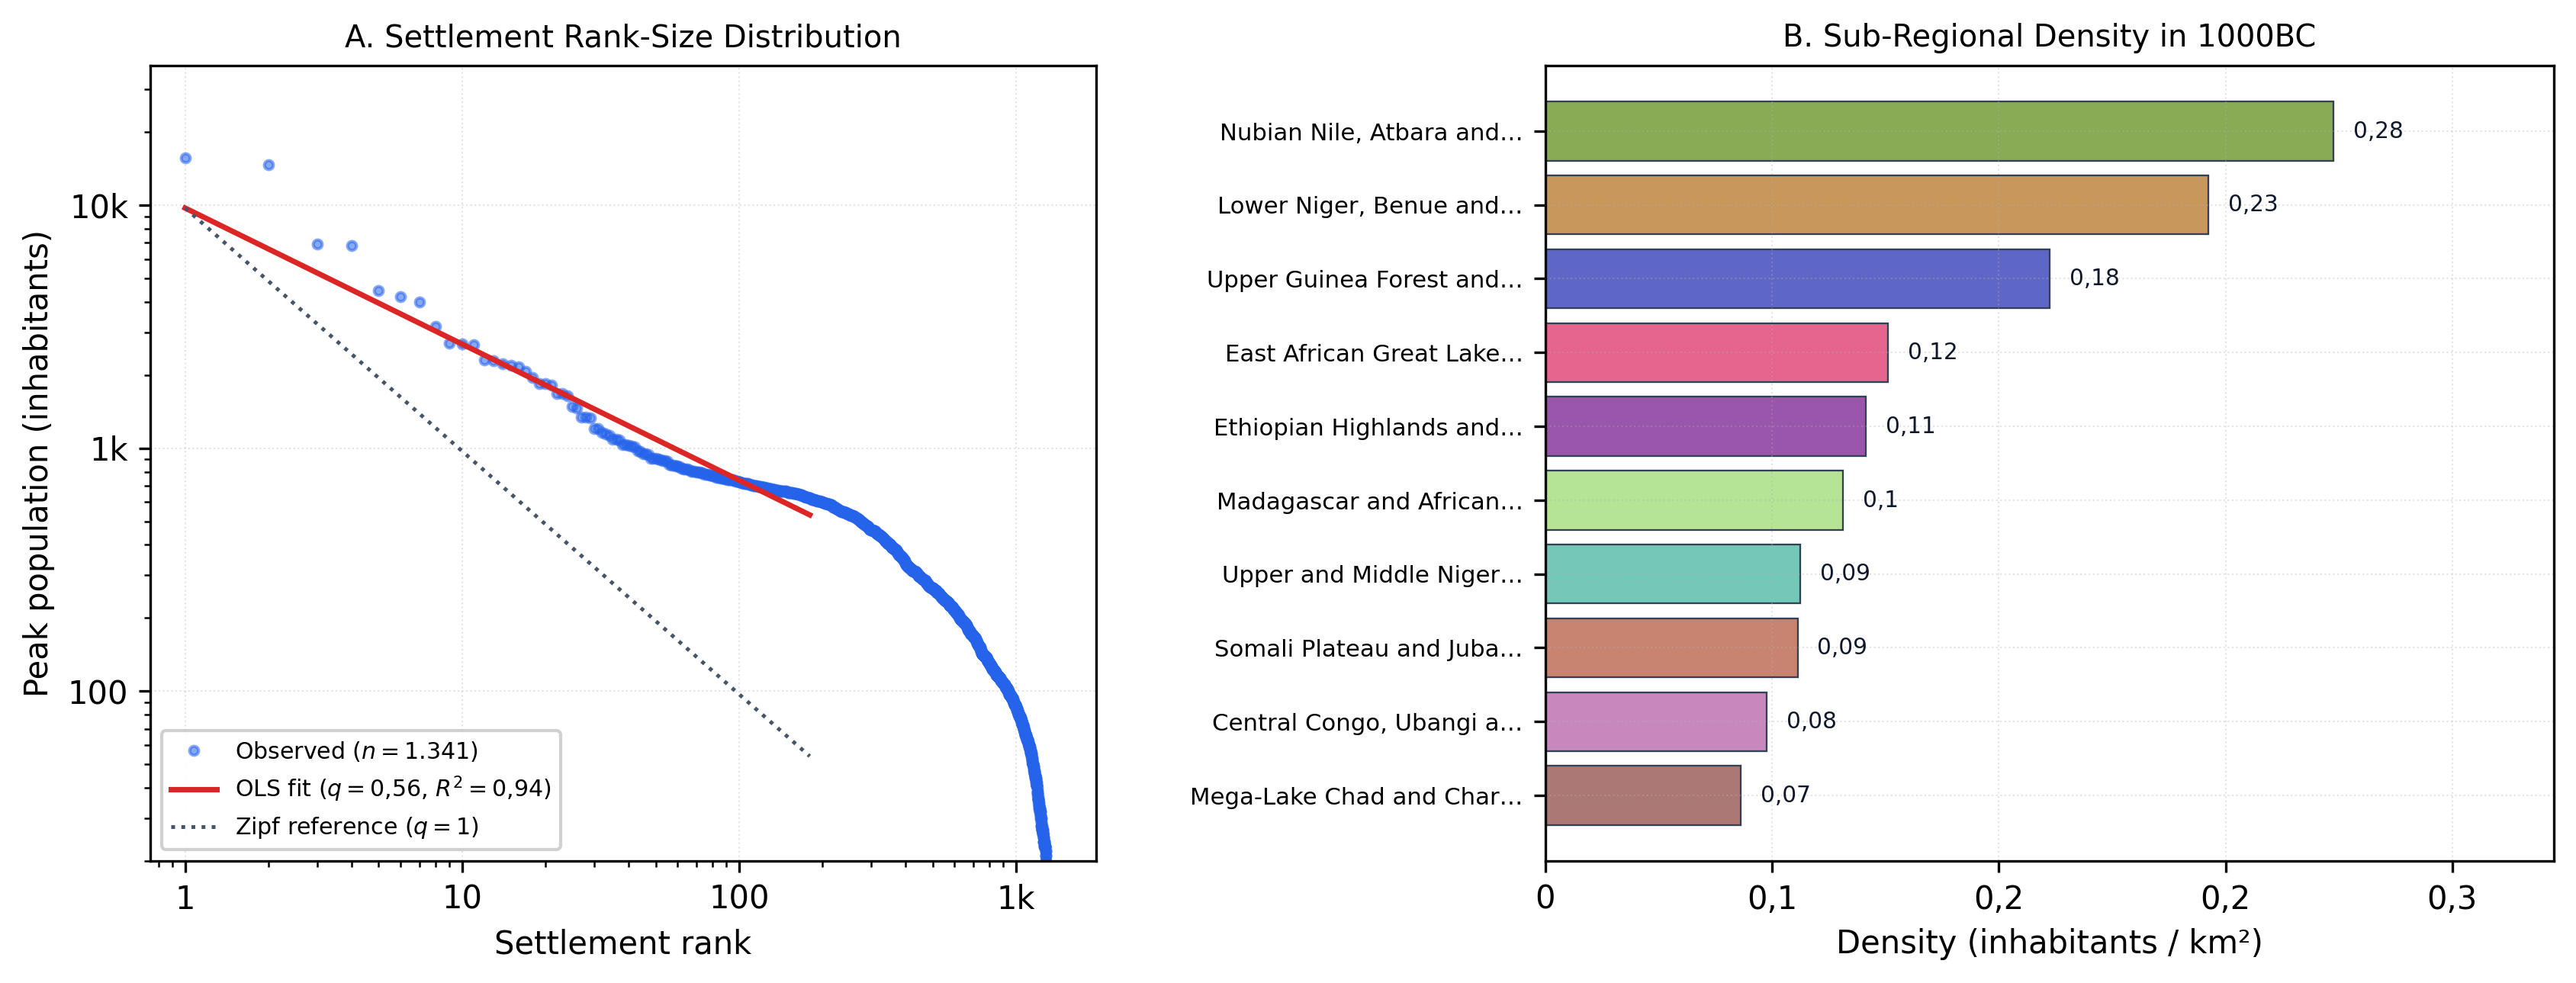 A. Settlement Rank-Size Distribution
Peak population (inhabitants)
10k
1k
100
Observed (n = 1.341)
OLS fit (q = 0,56, R² = 0,94)
Zipf reference (q = 1)
1
10
100
1k
Settlement rank
B. Sub-Regional Density in 1000BC
Nubian Nile, Atbara and... 0,28
Lower Niger, Benue and... 0,23
Upper Guinea Forest and... 0,18
East African Great Lake... 0,12
Ethiopian Highlands and... 0,11
Madagascar and African... 0,1
Upper and Middle Niger... 0,09
Somali Plateau and Juba... 0,09
Central Congo, Ubangi a... 0,08
Mega-Lake Chad and Char... 0,07
0
0,1
0,2
0,2
0,3
Density (inhabitants / km²)